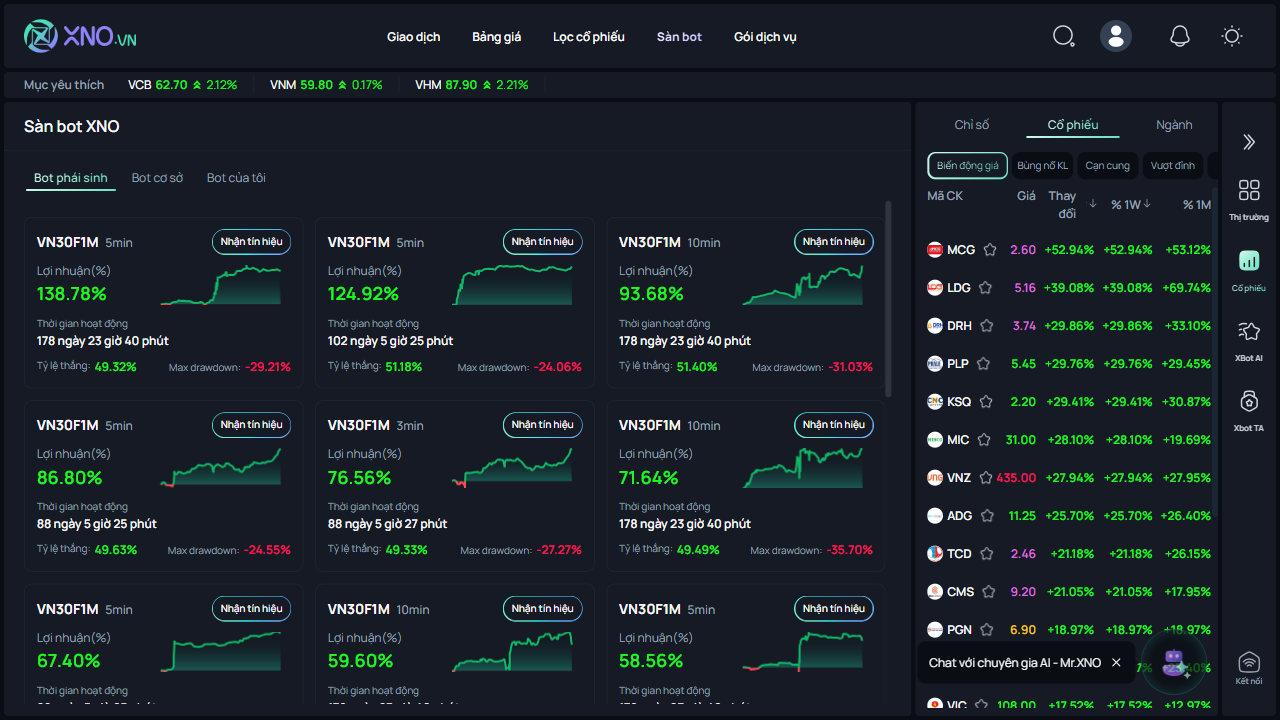 XNO.VN
Giao dịch Bảng giá Lọc cổ phiếu Sàn bot Gói dịch vụ
Mục yêu thích VCB 62.70 2.12% VNM 59.80 0.17% VHM 87.90 2.21%
Sàn bot XNO
Bot phái sinh Bot cơ sở Bot của tôi
VN30F1M 5min Nhận tín hiệu
Lợi nhuận(%)
138.78%
Thời gian hoạt động
178 ngày 23 giờ 40 phút
Tỷ lệ thắng: 49.32% Max drawdown: -29.21%
VN30F1M 5min Nhận tín hiệu
Lợi nhuận(%)
124.92%
Thời gian hoạt động
102 ngày 5 giờ 25 phút
Tỷ lệ thắng: 51.18% Max drawdown: -24.06%
VN30F1M 10min Nhận tín hiệu
Lợi nhuận(%)
93.68%
Thời gian hoạt động
178 ngày 23 giờ 40 phút
Tỷ lệ thắng: 51.40% Max drawdown: -31.03%
VN30F1M 5min Nhận tín hiệu
Lợi nhuận(%)
86.80%
Thời gian hoạt động
88 ngày 5 giờ 25 phút
Tỷ lệ thắng: 49.63% Max drawdown: -24.55%
VN30F1M 3min Nhận tín hiệu
Lợi nhuận(%)
76.56%
Thời gian hoạt động
88 ngày 5 giờ 27 phút
Tỷ lệ thắng: 49.33% Max drawdown: -27.27%
VN30F1M 10min Nhận tín hiệu
Lợi nhuận(%)
71.64%
Thời gian hoạt động
178 ngày 23 giờ 40 phút
Tỷ lệ thắng: 49.49% Max drawdown: -35.70%
VN30F1M 5min Nhận tín hiệu
Lợi nhuận(%)
67.40%
Thời gian hoạt động
VN30F1M 10min Nhận tín hiệu
Lợi nhuận(%)
59.60%
Thời gian hoạt động
VN30F1M 5min Nhận tín hiệu
Lợi nhuận(%)
58.56%
Thời gian hoạt động
Chỉ số Cổ phiếu Ngành
Biến động giá Bùng nổ KL Cạn cung Vượt đỉnh
Mã CK Giá Thay đổi % 1W % 1M
MCG 2.60 +52.94% +52.94% +53.12%
LDG 5.16 +39.08% +39.08% +69.74%
DRH 3.74 +29.86% +29.86% +33.10%
PLP 5.45 +29.76% +29.76% +29.45%
KSQ 2.20 +29.41% +29.41% +30.87%
MIC 31.00 +28.10% +28.10% +19.69%
VNZ 435.00 +27.94% +27.94% +27.95%
ADG 11.25 +25.70% +25.70% +26.40%
TCD 2.46 +21.18% +21.18% +26.15%
CMS 9.20 +21.05% +21.05% +17.95%
PGN 6.90 +18.97% +18.97% +18.97%
Chat với chuyên gia AI - Mr.XNO
VIC 108.00 +17.52% +17.52% +12.97%
Thị trường
Cổ phiếu
XBot AI
Xbot TA
Kết nối